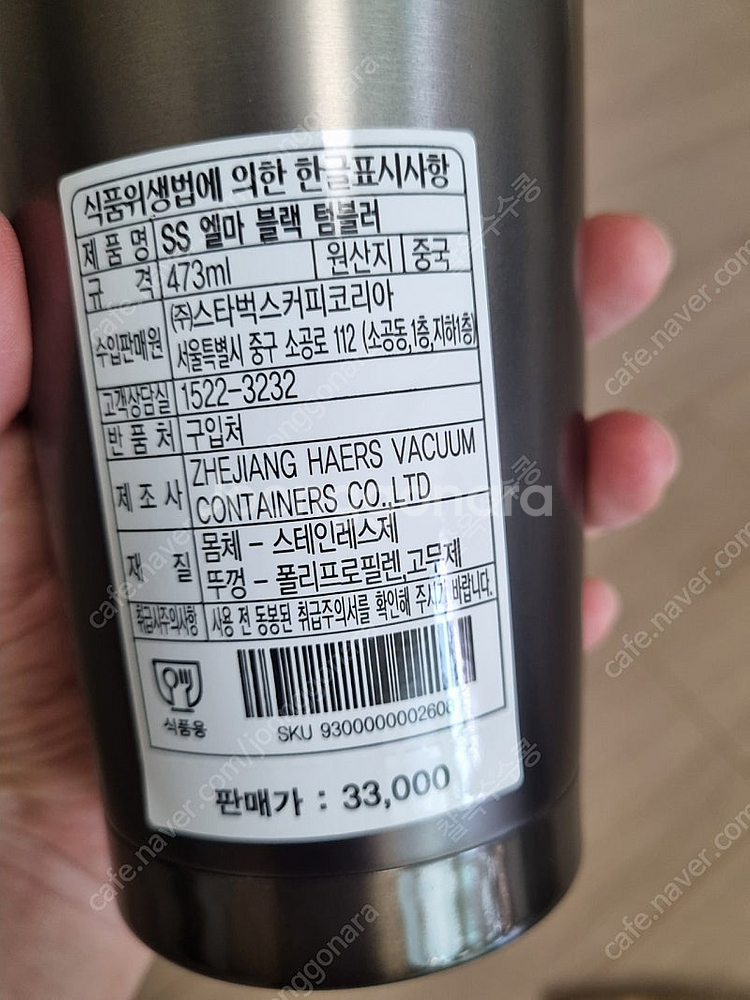 식품위생법에 의한 한글표시사항
제 품 명 SS 엘마 블랙 텀블러
규 격 473ml 원산지 중국
수입판매원 (주)스타벅스커피코리아
서울특별시 중구 소공로 112 (소공동,1층,지하1층)
고객상담실 1522-3232
반 품 처 구입처
제 조 사 ZHEJIANG HAERS VACUUM
CONTAINERS CO.,LTD
재 질 몸체 - 스테인레스제
뚜껑 - 폴리프로필렌,고무제
취급시주의사항 사용 전 동봉된 취급주의서를 확인해 주시기 바랍니다.
식품용
SKU 9300000002608
판매가 : 33,000
cafe.naver.com/joonggonara